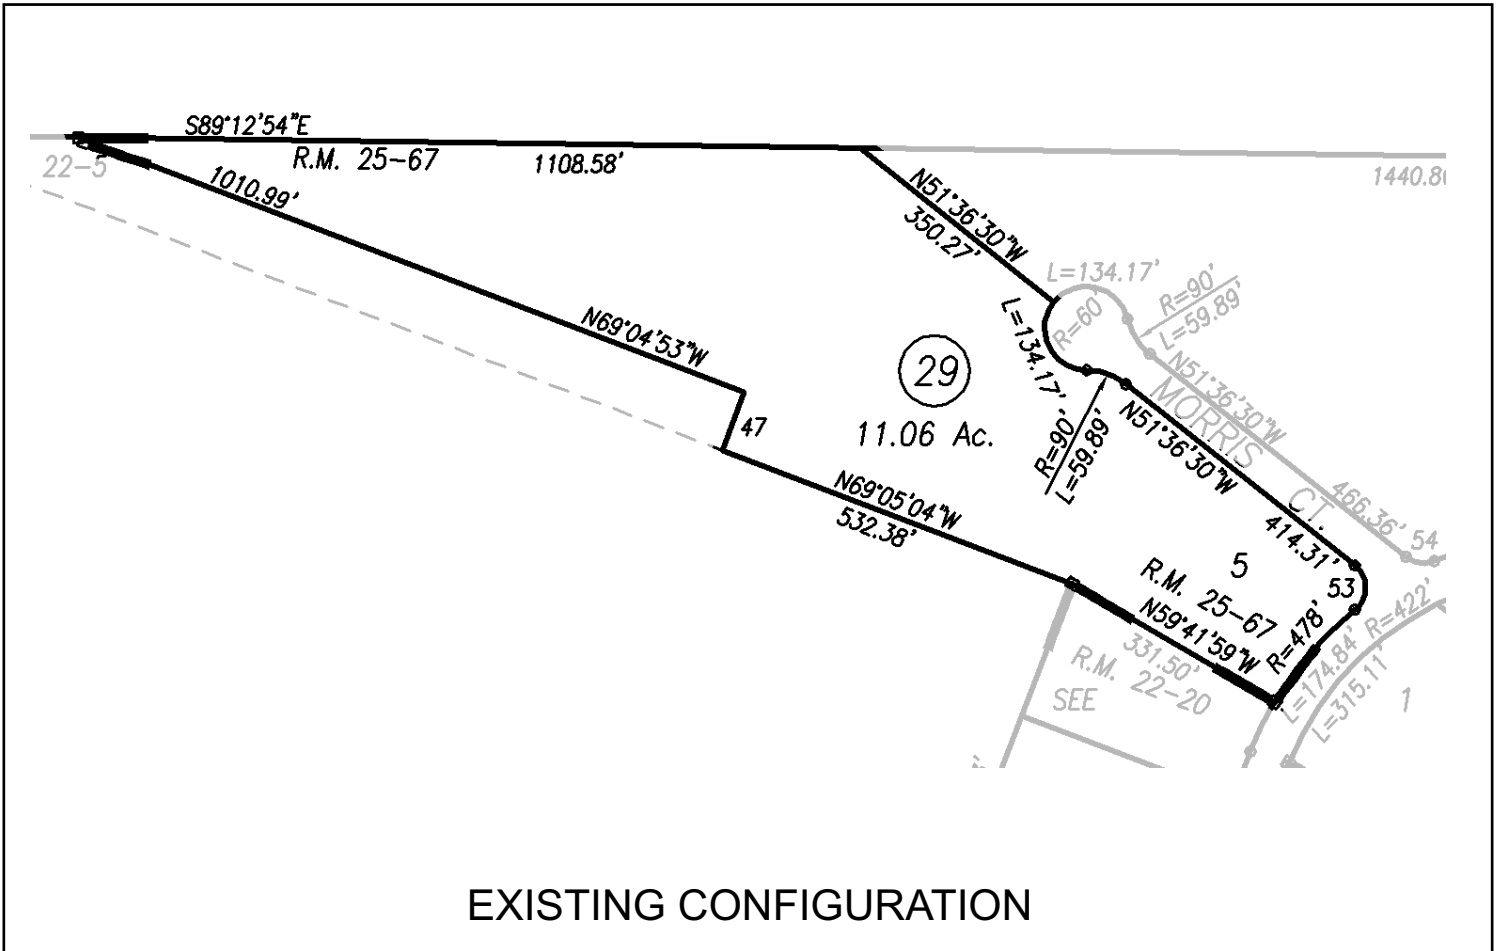 S89°12'54"E
R.M. 25-67
1108.58'
22-5
1010.99'
1440.8
N51°36'30"W
350.27'
L=134.17'
R=90'
L=59.89'
R=60'
L=134.17'
N69°04'53"W
29
11.06 Ac.
47
N51°36'30"W
MORRIS
CT.
R=90'
L=59.89'
N51°36'30"W
466.36'
54
414.31'
N69°05'04"W
532.38'
5
R.M. 25-67
53
N59°41'59"W
R=478'
331.50'
R.M. 22-20
SEE
L=174.84'
R=422'
L=315.11'
1
EXISTING CONFIGURATION